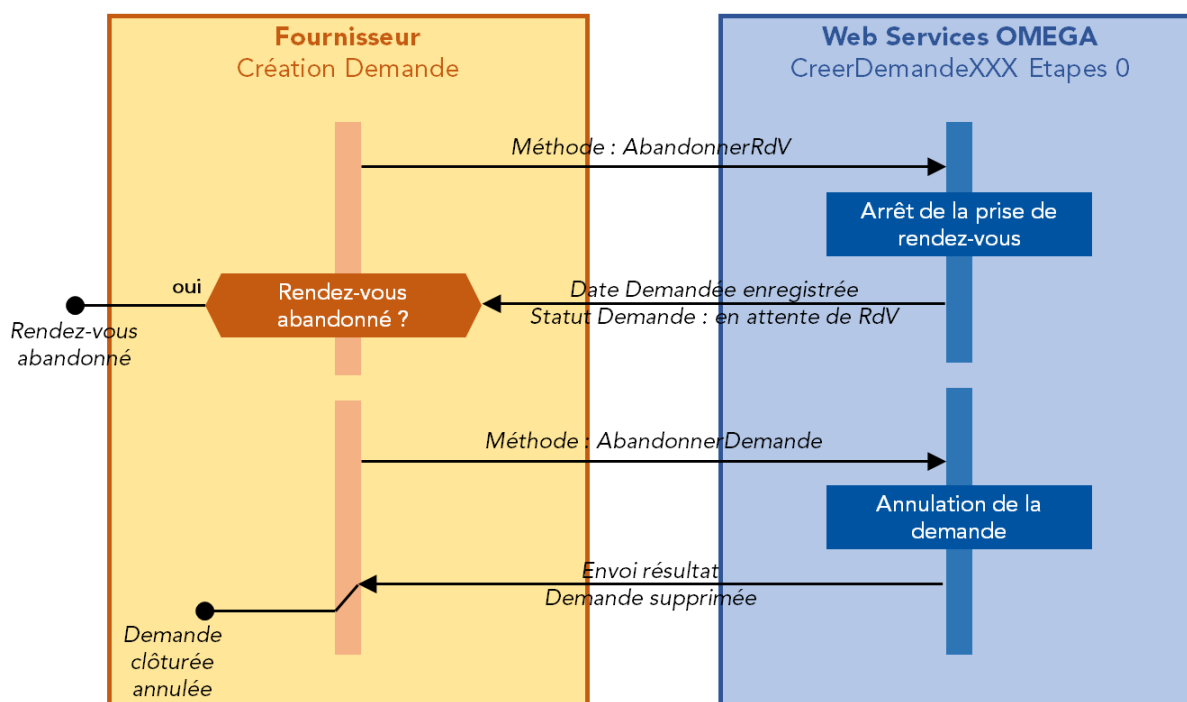 Fournisseur
Création Demande
Web Services OMEGA
CreerDemandeXXX Etapes 0
Méthode : AbandonnerRdV
Arrêt de la prise de
rendez-vous
oui
Rendez-vous
abandonné ?
Date Demandée enregistrée
Statut Demande : en attente de RdV
Rendez-vous
abandonné
Méthode : AbandonnerDemande
Annulation de la
demande
Envoi résultat
Demande supprimée
Demande
clôturée
annulée